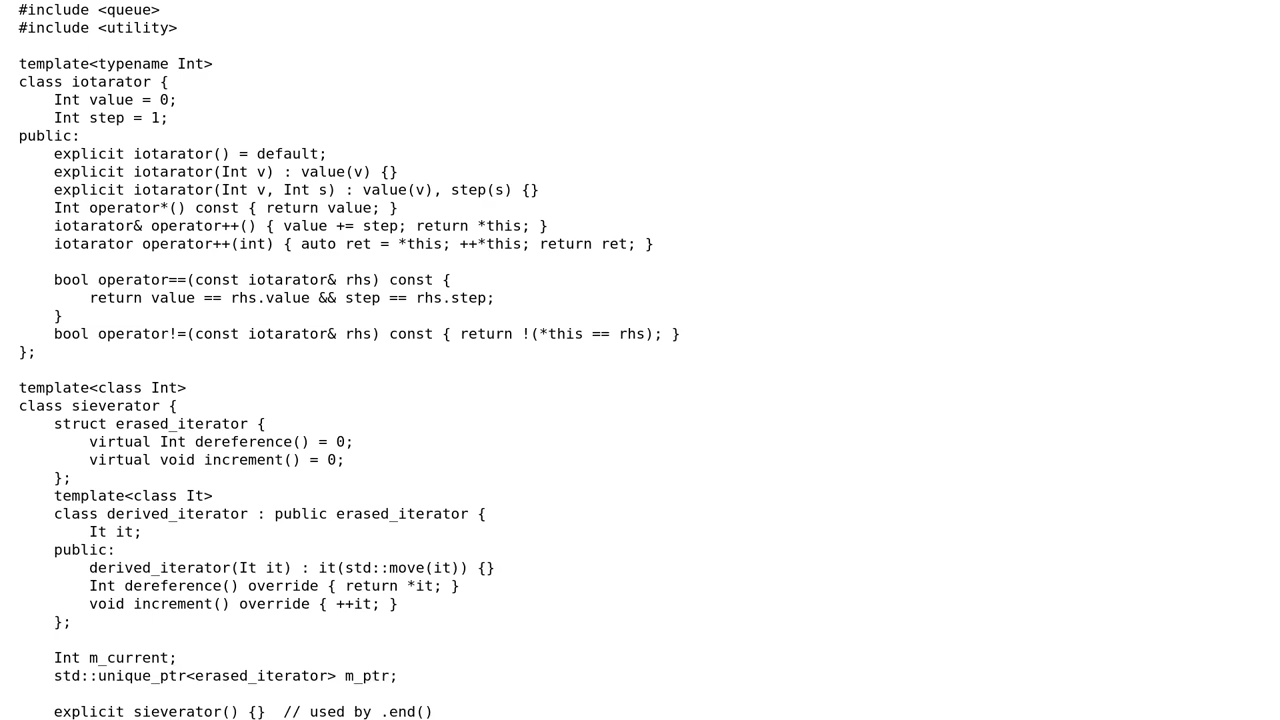 #include <queue>
#include <utility>

template<typename Int>
class iotarator {
    Int value = 0;
    Int step = 1;
public:
    explicit iotarator() = default;
    explicit iotarator(Int v) : value(v) {}
    explicit iotarator(Int v, Int s) : value(v), step(s) {}
    Int operator*() const { return value; }
    iotarator& operator++() { value += step; return *this; }
    iotarator operator++(int) { auto ret = *this; ++*this; return ret; }

    bool operator==(const iotarator& rhs) const {
        return value == rhs.value && step == rhs.step;
    }
    bool operator!=(const iotarator& rhs) const { return !(*this == rhs); }
};

template<class Int>
class sieverator {
    struct erased_iterator {
        virtual Int dereference() = 0;
        virtual void increment() = 0;
    };
    template<class It>
    class derived_iterator : public erased_iterator {
        It it;
    public:
        derived_iterator(It it) : it(std::move(it)) {}
        Int dereference() override { return *it; }
        void increment() override { ++it; }
    };

    Int m_current;
    std::unique_ptr<erased_iterator> m_ptr;

    explicit sieverator() {}  // used by .end()